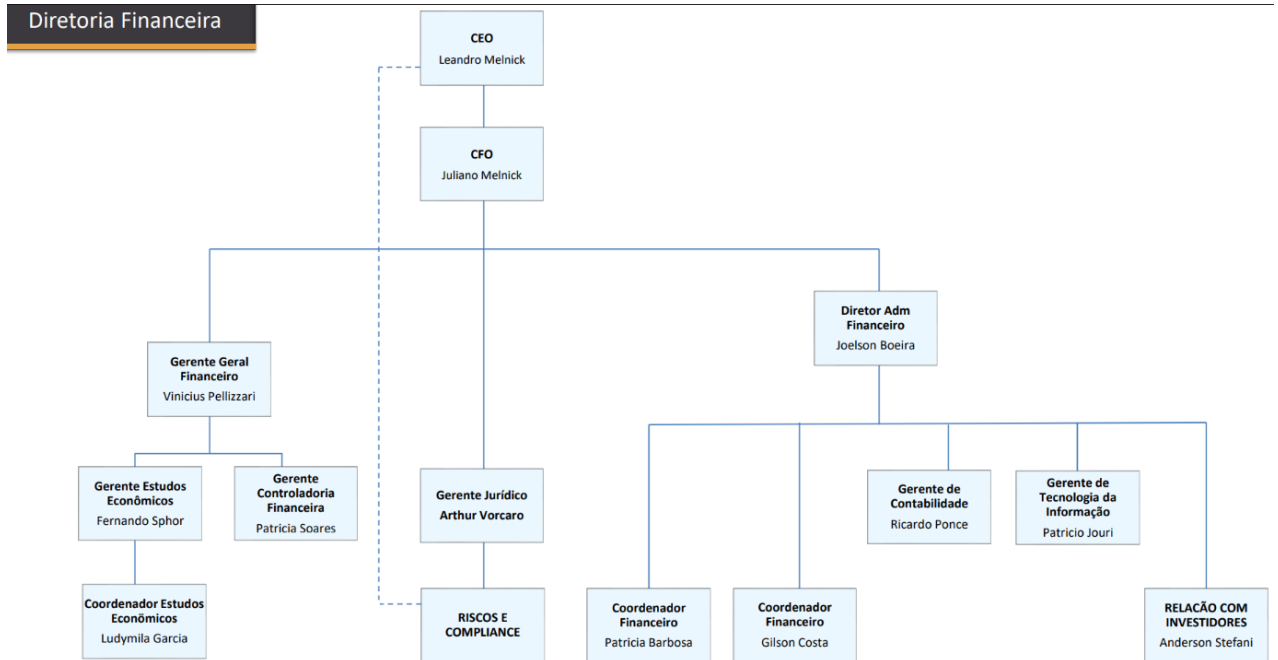 Diretoria Financeira
CEO
Leandro Melnick
CFO
Juliano Melnick
Diretor Adm
Financeiro
Joelson Boeira
Gerente Geral
Financeiro
Vinicius Pellizzari
Gerente Estudos
Econômicos
Fernando Sphor
Gerente
Controladoria
Financeira
Patricia Soares
Gerente Jurídico
Arthur Vorcaro
Gerente de
Contabilidade
Ricardo Ponce
Gerente de
Tecnologia da
Informação
Patricio Jouri
Coordenador Estudos
Econômicos
Ludymila Garcia
RISCOS E
COMPLIANCE
Coordenador
Financeiro
Patricia Barbosa
Coordenador
Financeiro
Gilson Costa
RELACÃO COM
INVESTIDORES
Anderson Stefani